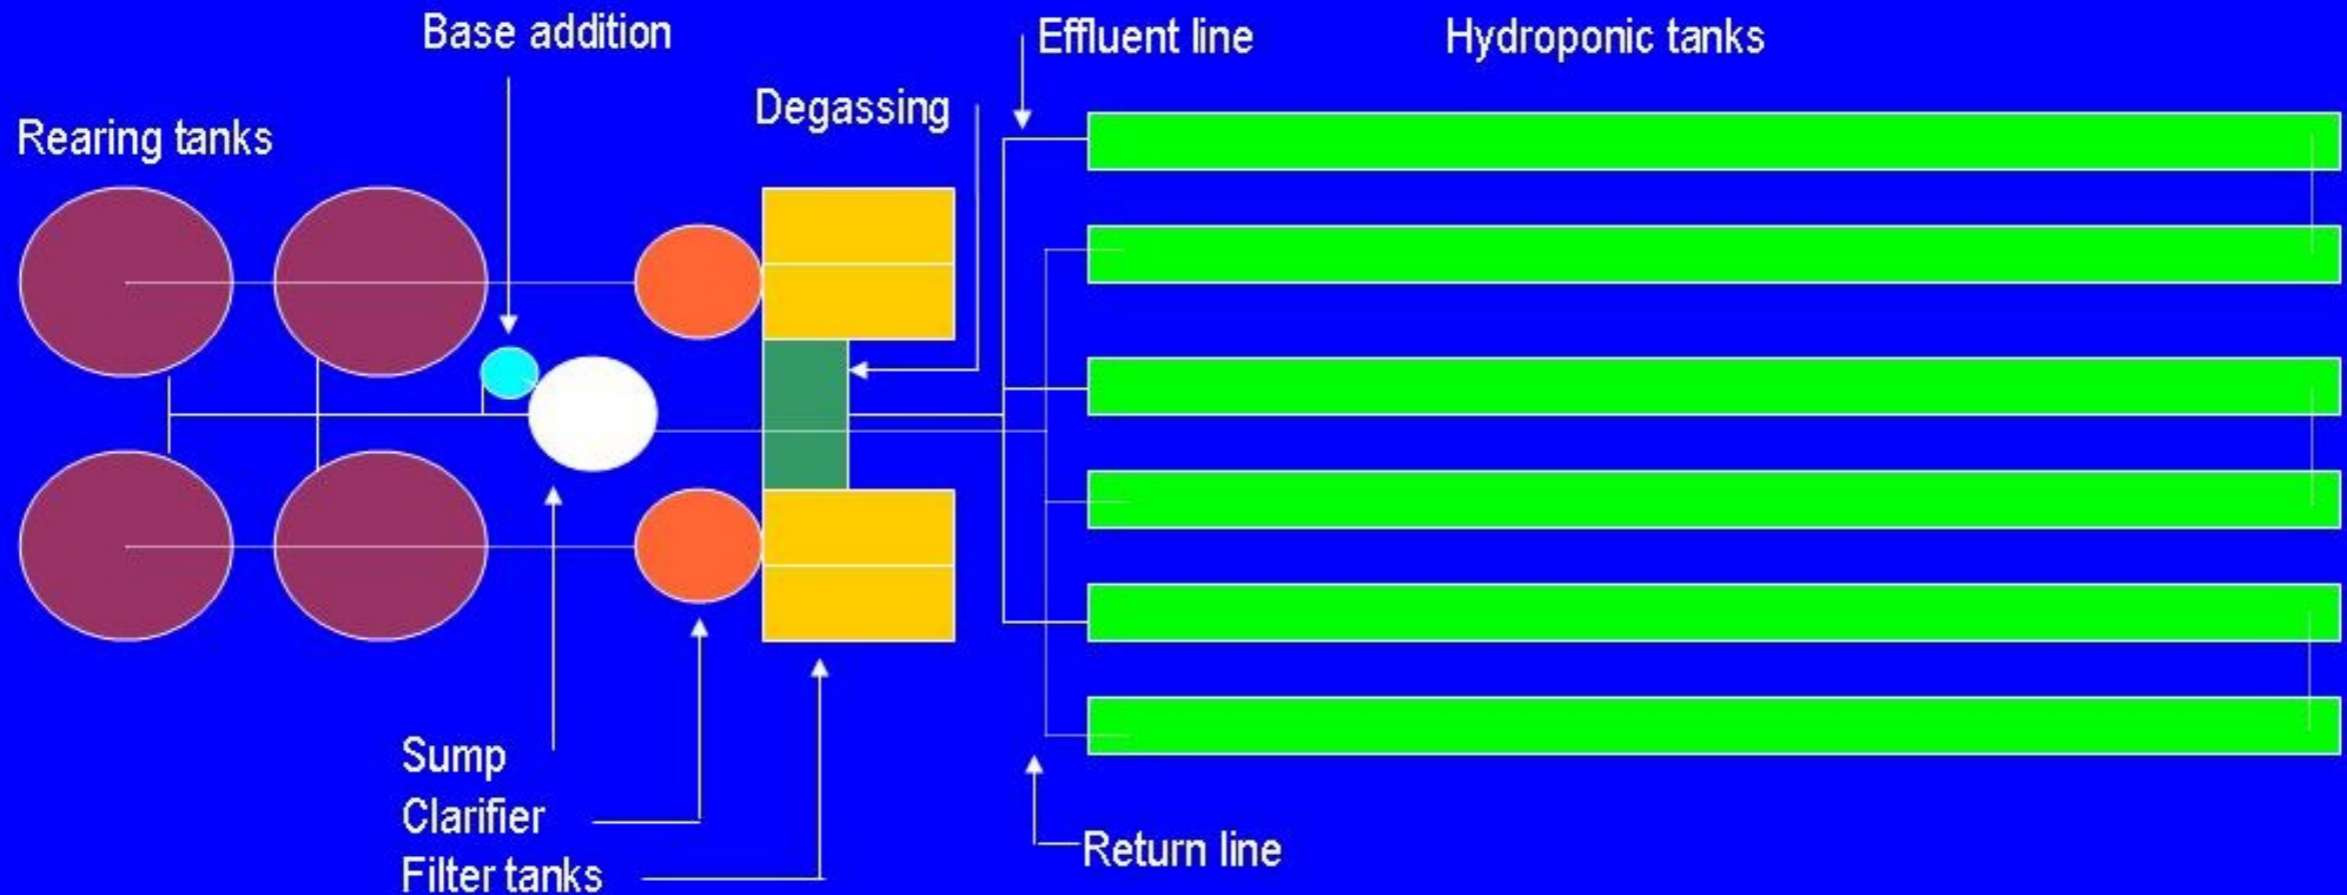 Base addition
Effluent line
Hydroponic tanks
Degassing
Rearing tanks
Sump
Clarifier
Filter tanks
Return line